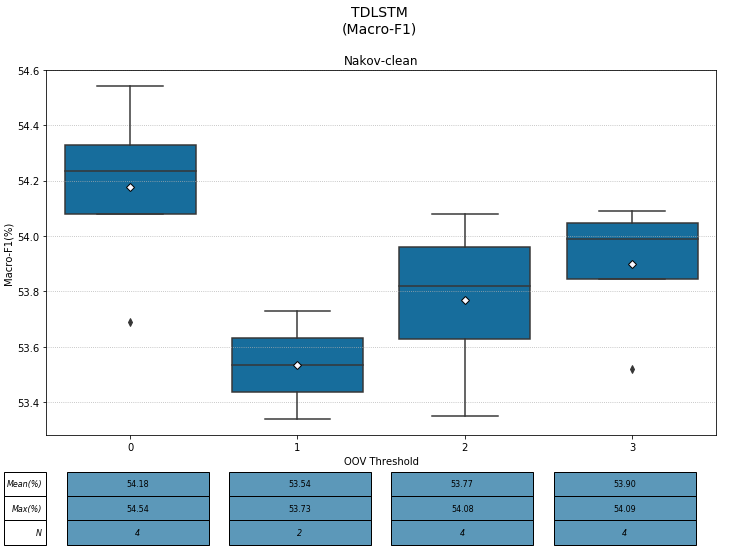 TDLSTM
(Macro-F1)
Nakov-clean
54.6
54.4
54.2
54.0
53.8
53.6
53.4
Macro-F1(%)
0 1 2 3
OOV Threshold
Mean(%) 54.18 53.54 53.77 53.90
Max(%) 54.54 53.73 54.08 54.09
N 4 2 4 4